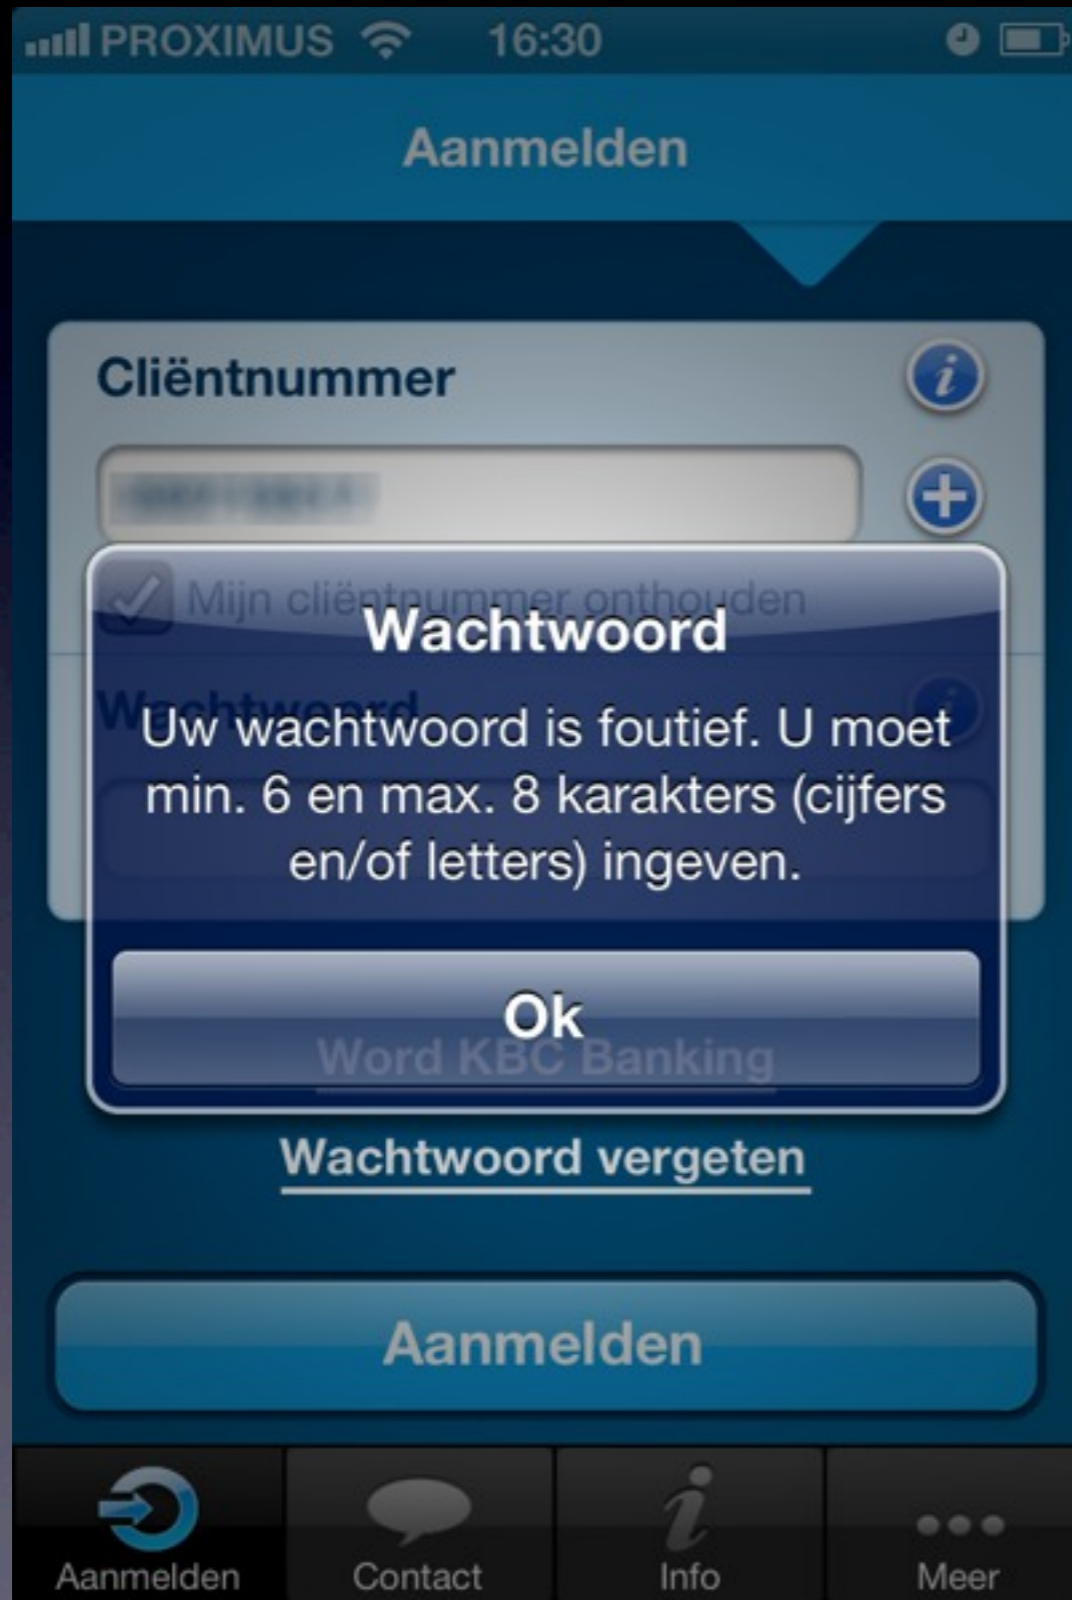 PROXIMUS 16:30
Aanmelden
Cliëntnummer
Mijn cliëntnummer onthouden
Wachtwoord
Wachtwoord
Uw wachtwoord is foutief. U moet
min. 6 en max. 8 karakters (cijfers
en/of letters) ingeven.
Ok
Word KBC Banking
Wachtwoord vergeten
Aanmelden
Aanmelden Contact Info Meer